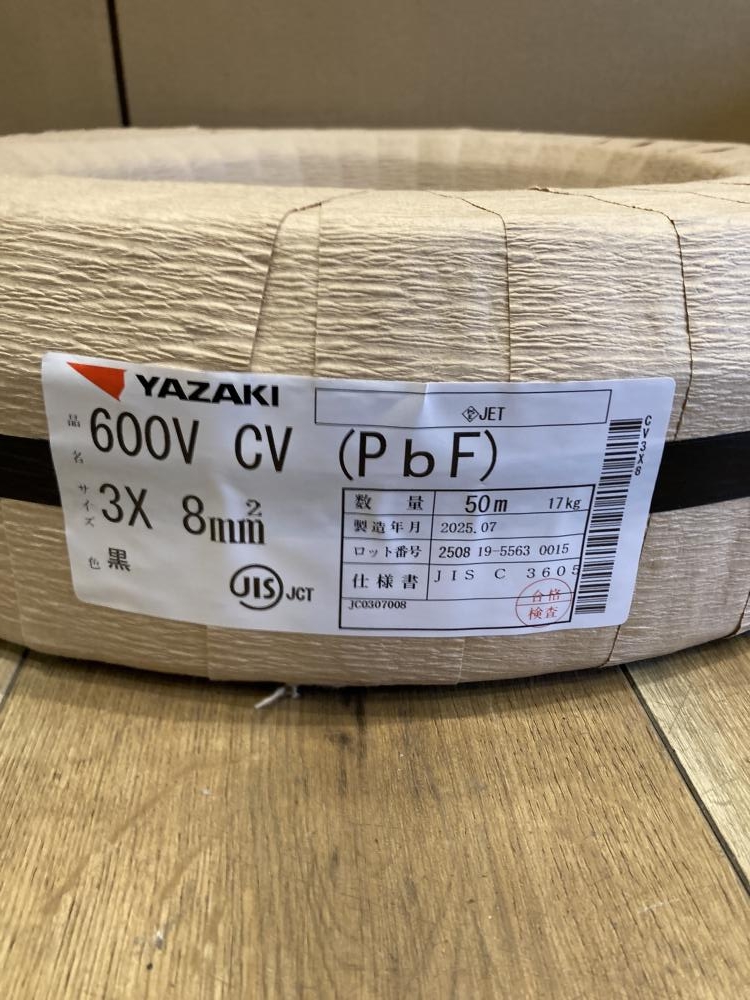 YAZAKI
PS
E JET
品名 600V CV (PbF)
サイズ 3X 8mm²
色 黒
JIS JCT
数量 50m 17kg
製造年月 2025.07
ロット番号 2508 19-5563 0015
仕様書 JIS C 3605
JC0307008
合格
検査
CV3X8